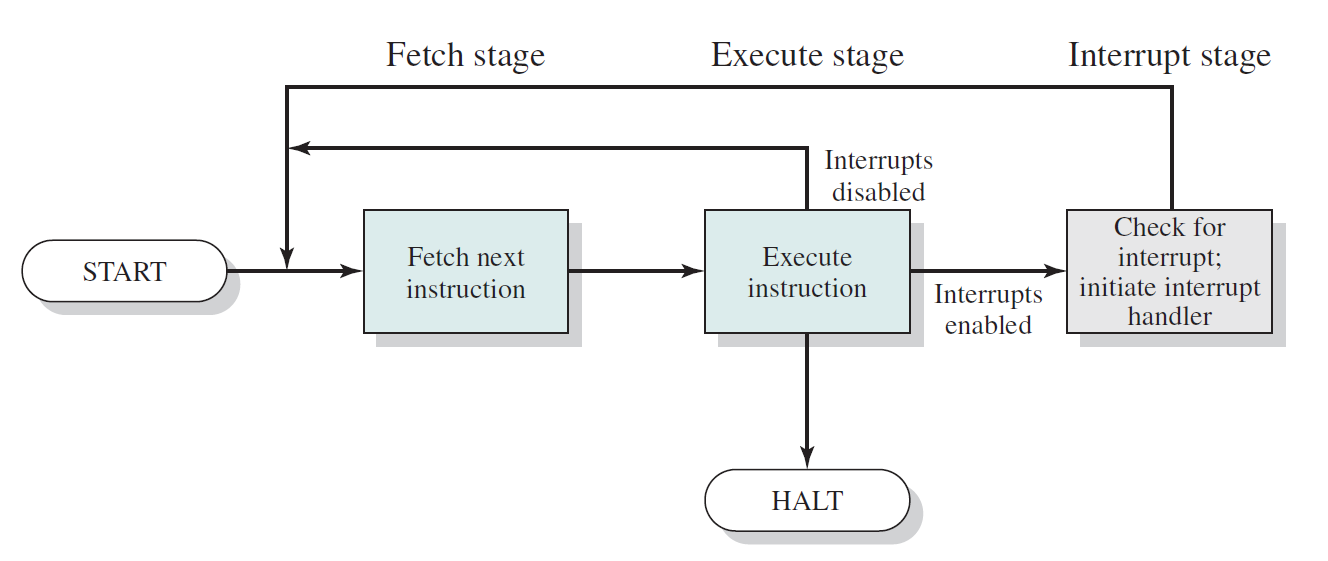 Fetch stage
Execute stage
Interrupt stage
Interrupts
disabled
START
Fetch next
instruction
Execute
instruction
Interrupts
enabled
Check for
interrupt;
initiate interrupt
handler
HALT